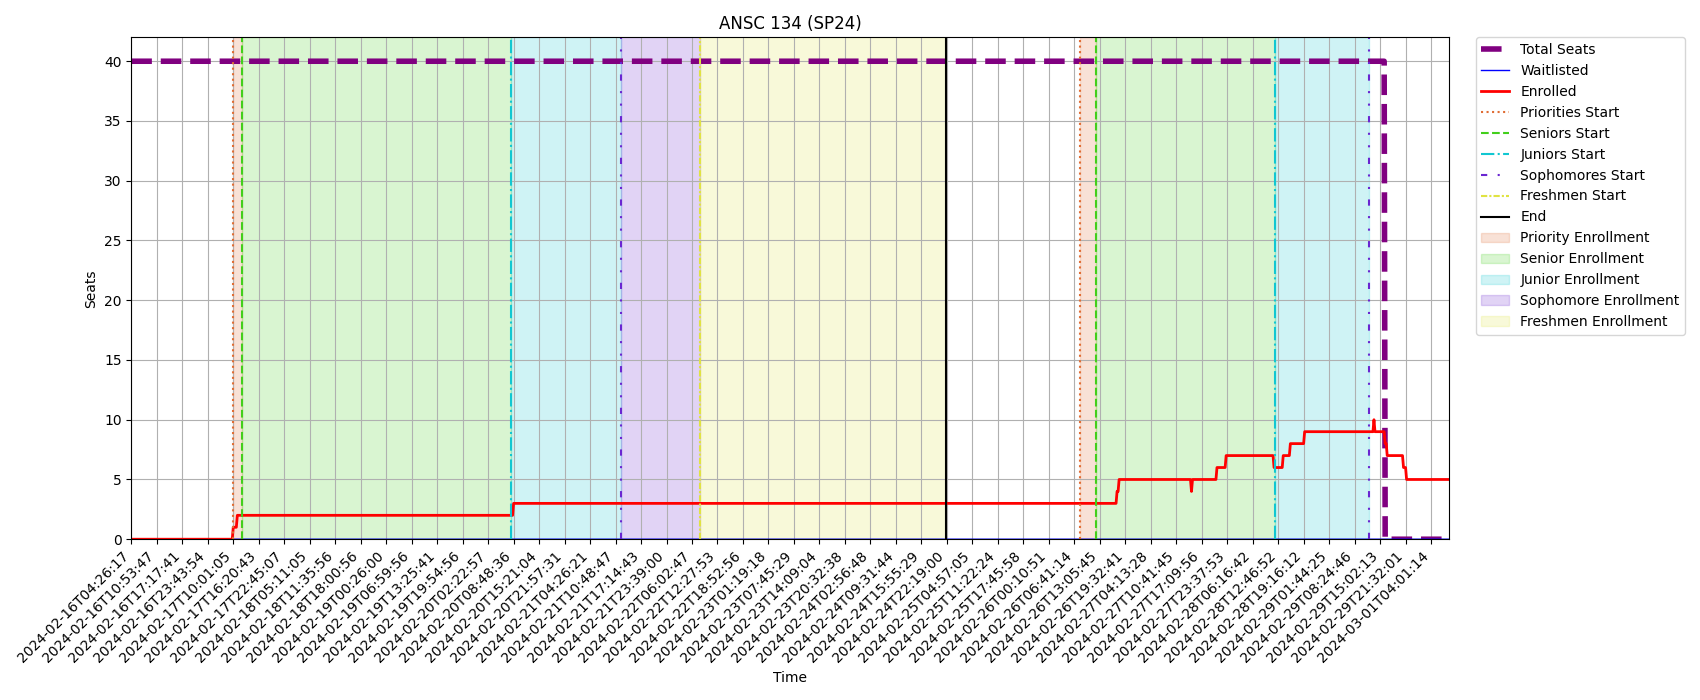 ANSC 134 (SP24)
Seats
40
35
30
25
20
15
10
5
0
2024-02-16T04:26:17
2024-02-16T10:53:47
2024-02-16T17:17:41
2024-02-16T23:43:54
2024-02-17T10:01:05
2024-02-17T16:20:43
2024-02-17T22:45:07
2024-02-18T05:11:05
2024-02-18T11:35:56
2024-02-18T18:00:56
2024-02-19T00:26:00
2024-02-19T06:59:56
2024-02-19T13:25:41
2024-02-19T19:54:56
2024-02-20T02:22:57
2024-02-20T08:48:36
2024-02-20T15:21:04
2024-02-20T21:57:31
2024-02-21T04:26:21
2024-02-21T10:48:47
2024-02-21T17:14:43
2024-02-21T23:39:00
2024-02-22T06:02:47
2024-02-22T12:27:53
2024-02-22T18:52:56
2024-02-23T01:19:18
2024-02-23T07:45:29
2024-02-23T14:09:04
2024-02-23T20:32:38
2024-02-24T02:56:48
2024-02-24T09:31:44
2024-02-24T15:55:29
2024-02-24T22:19:00
2024-02-25T04:57:05
2024-02-25T11:22:24
2024-02-25T17:45:58
2024-02-26T00:10:51
2024-02-26T06:41:14
2024-02-26T13:05:45
2024-02-26T19:32:41
2024-02-27T04:13:28
2024-02-27T10:41:45
2024-02-27T17:09:56
2024-02-27T23:37:53
2024-02-28T06:16:42
2024-02-28T12:46:52
2024-02-28T19:16:12
2024-02-29T01:44:25
2024-02-29T08:24:46
2024-02-29T15:02:13
2024-02-29T21:32:01
2024-03-01T04:01:14
Time
Total Seats
Waitlisted
Enrolled
Priorities Start
Seniors Start
Juniors Start
Sophomores Start
Freshmen Start
End
Priority Enrollment
Senior Enrollment
Junior Enrollment
Sophomore Enrollment
Freshmen Enrollment